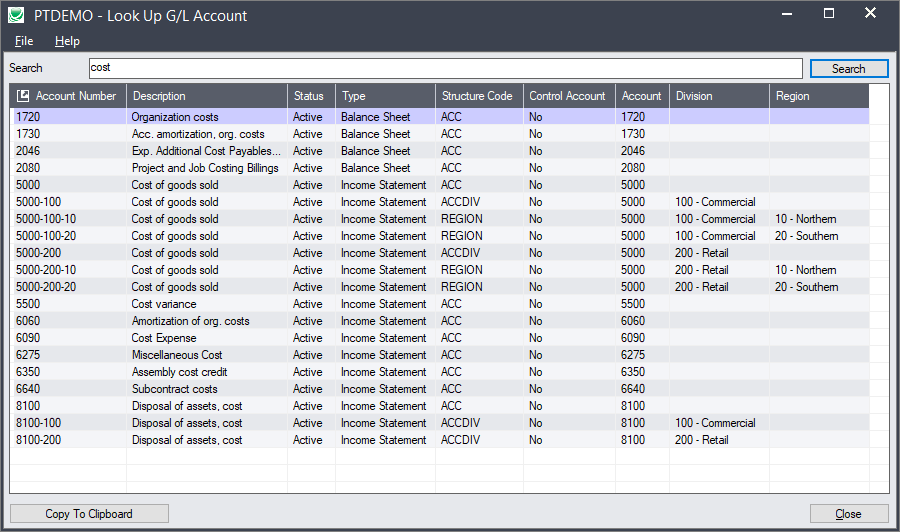 PTDEMO - Look Up G/L Account
File Help
Search cost Search
Account Number Description Status Type Structure Code Control Account Account Division Region
1720 Organization costs Active Balance Sheet ACC No 1720
1730 Acc. amortization, org. costs Active Balance Sheet ACC No 1730
2046 Exp. Additional Cost Payables... Active Balance Sheet ACC No 2046
2080 Project and Job Costing Billings Active Balance Sheet ACC No 2080
5000 Cost of goods sold Active Income Statement ACC No 5000
5000-100 Cost of goods sold Active Income Statement ACCDIV No 5000 100 - Commercial
5000-100-10 Cost of goods sold Active Income Statement REGION No 5000 100 - Commercial 10 - Northern
5000-100-20 Cost of goods sold Active Income Statement REGION No 5000 100 - Commercial 20 - Southern
5000-200 Cost of goods sold Active Income Statement ACCDIV No 5000 200 - Retail
5000-200-10 Cost of goods sold Active Income Statement REGION No 5000 200 - Retail 10 - Northern
5000-200-20 Cost of goods sold Active Income Statement REGION No 5000 200 - Retail 20 - Southern
5500 Cost variance Active Income Statement ACC No 5500
6060 Amortization of org. costs Active Income Statement ACC No 6060
6090 Cost Expense Active Income Statement ACC No 6090
6275 Miscellaneous Cost Active Income Statement ACC No 6275
6350 Assembly cost credit Active Income Statement ACC No 6350
6640 Subcontract costs Active Income Statement ACC No 6640
8100 Disposal of assets, cost Active Income Statement ACC No 8100
8100-100 Disposal of assets, cost Active Income Statement ACCDIV No 8100 100 - Commercial
8100-200 Disposal of assets, cost Active Income Statement ACCDIV No 8100 200 - Retail
Copy To Clipboard Close